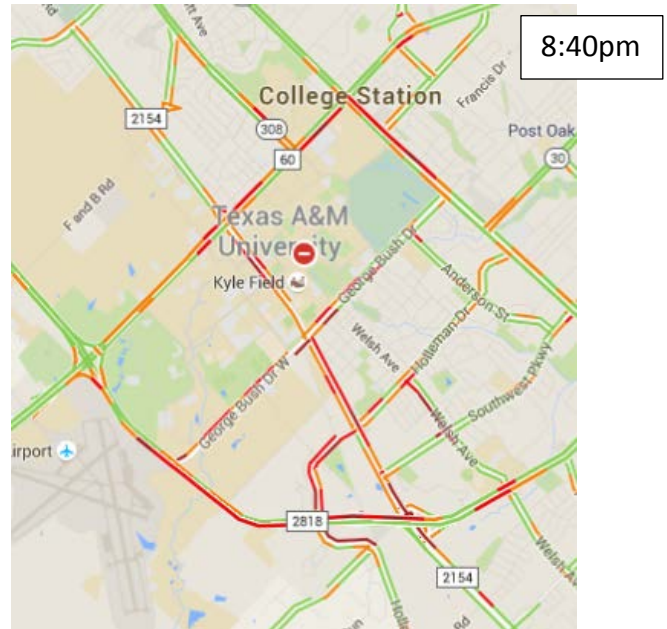 8:40pm
College Station
Francis Dr
2154
308
Post Oak
30
60
F and B Rd
Texas A&M
University
Kyle Field
George Bush Dr
Anderson St
Holleman Dr
Welsh Ave
Southwest Pkwy
George Bush Dr W
Welsh Ave
irport
2818
Welsh Av
2154
Rd